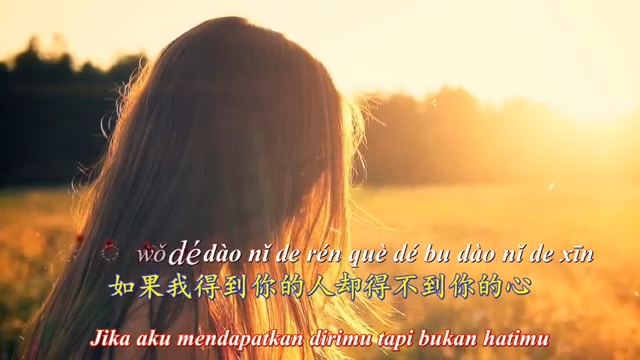 wǒ dé dào nǐ de rén què dé bu dào nǐ de xīn
如果我得到你的人却得不到你的心
Jika aku mendapatkan dirimu tapi bukan hatimu